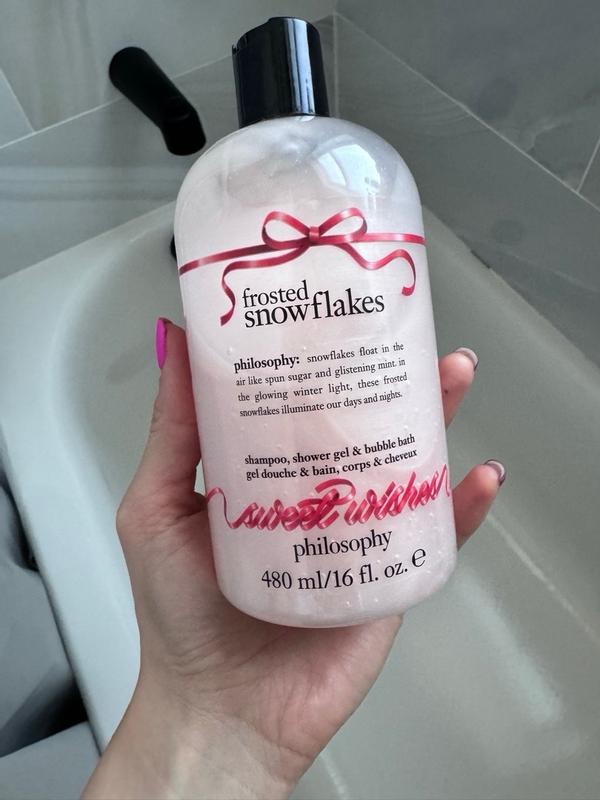 frosted
snowflakes
philosophy: snowflakes float in the
air like spun sugar and glistening mint. in
the glowing winter light, these frosted
snowflakes illuminate our days and nights.
shampoo, shower gel & bubble bath
gel douche & bain, corps & cheveux
sweet wishes
philosophy
480 ml/16 fl. oz. ℮